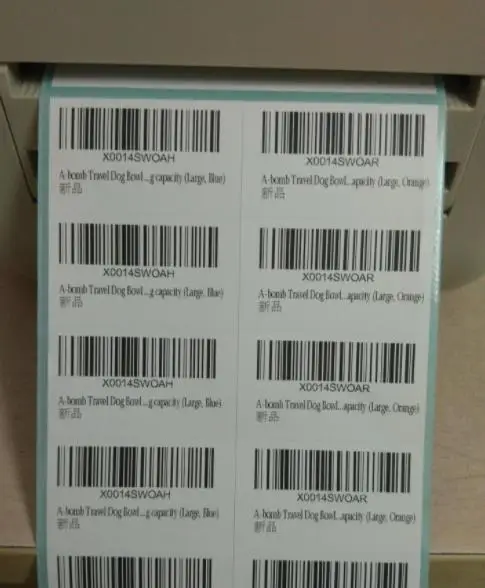 X0014SWOAH
A-bomb Travel Dog Bowl...g capacity (Large, Blue)
新品
X0014SWOAR
A-bomb Travel Dog Bowl...apacity (Large, Orange)
新品
X0014SWOAH
A-bomb Travel Dog Bowl...g capacity (Large, Blue)
新品
X0014SWOAR
A-bomb Travel Dog Bowl...apacity (Large, Orange)
新品
X0014SWOAH
A-bomb Travel Dog Bowl...g capacity (Large, Blue)
新品
X0014SWOAR
A-bomb Travel Dog Bowl...apacity (Large, Orange)
新品
X0014SWOAH
A-bomb Travel Dog Bowl...g capacity (Large, Blue)
新品
X0014SWOAR
A-bomb Travel Dog Bowl...apacity (Large, Orange)
新品